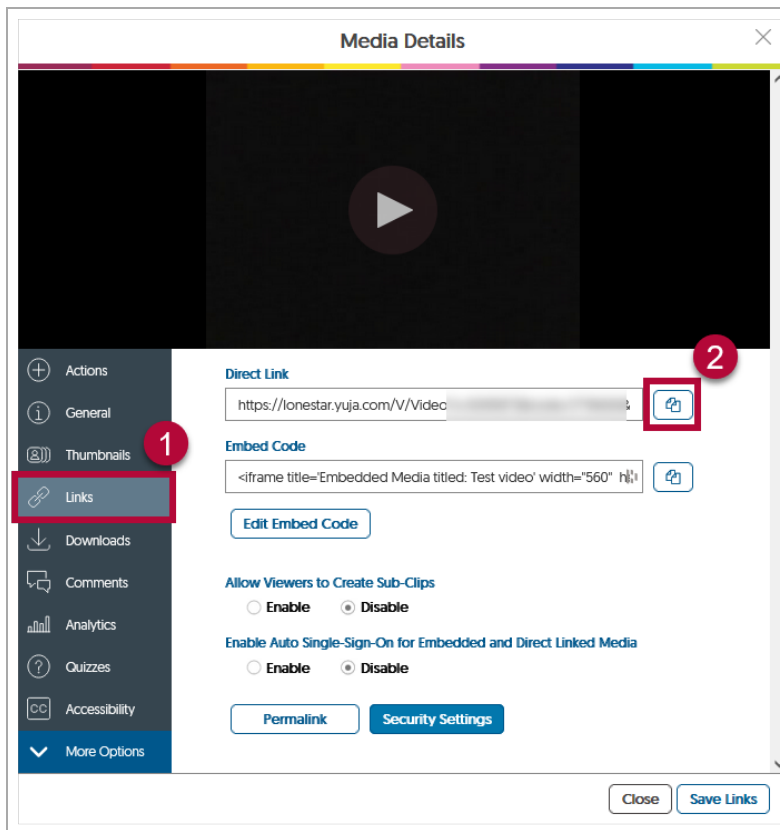 Media Details
Actions
General
Thumbnails
1
Links
Downloads
Comments
Analytics
Quizzes
CC Accessibility
More Options
Direct Link
2
https://lonestar.yuja.com/V/Video
Embed Code
<iframe title='Embedded Media titled: Test video' width="560"
Edit Embed Code
Allow Viewers to Create Sub-Clips
Enable Disable
Enable Auto Single-Sign-On for Embedded and Direct Linked Media
Enable Disable
Permalink Security Settings
Close Save Links